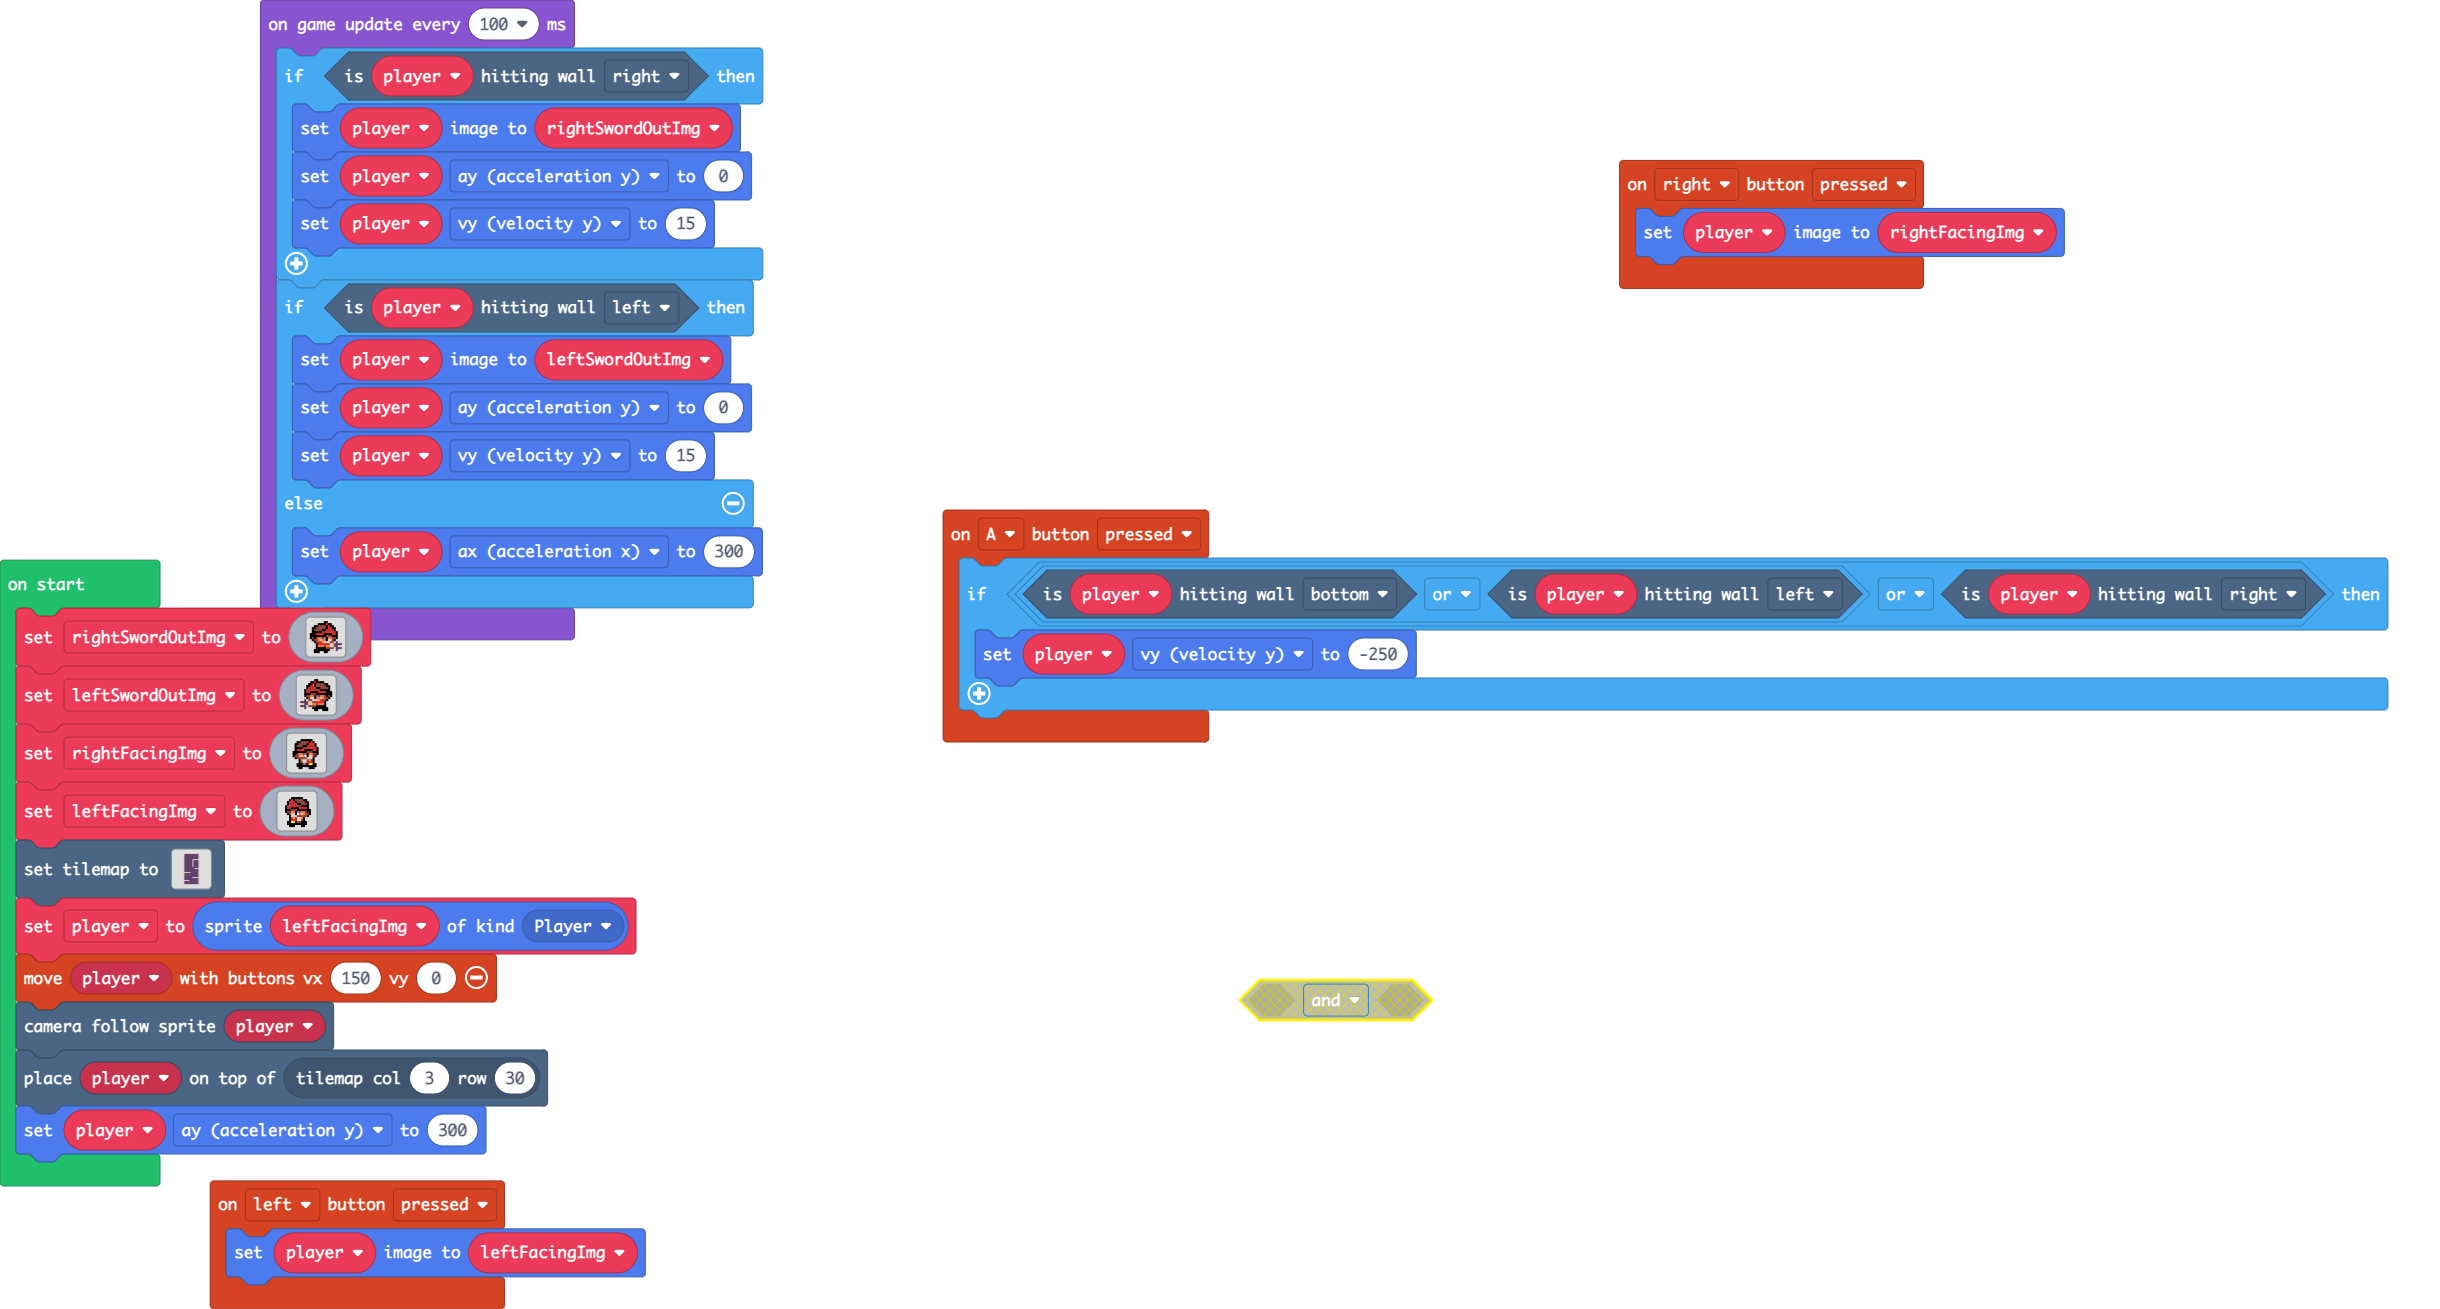 on game update every 100 ms
if is player hitting wall right then
set player image to rightSwordOutImg
set player ay (acceleration y) to 0
set player vy (velocity y) to 15
if is player hitting wall left then
set player image to leftSwordOutImg
set player ay (acceleration y) to 0
set player vy (velocity y) to 15
else
set player ax (acceleration x) to 300
on right button pressed
set player image to rightFacingImg
on A button pressed
if is player hitting wall bottom or is player hitting wall left or is player hitting wall right then
set player vy (velocity y) to -250
on start
set rightSwordOutImg to
set leftSwordOutImg to
set rightFacingImg to
set leftFacingImg to
set tilemap to
set player to sprite leftFacingImg of kind Player
move player with buttons vx 150 vy 0
camera follow sprite player
place player on top of tilemap col 3 row 30
set player ay (acceleration y) to 300
and
on left button pressed
set player image to leftFacingImg